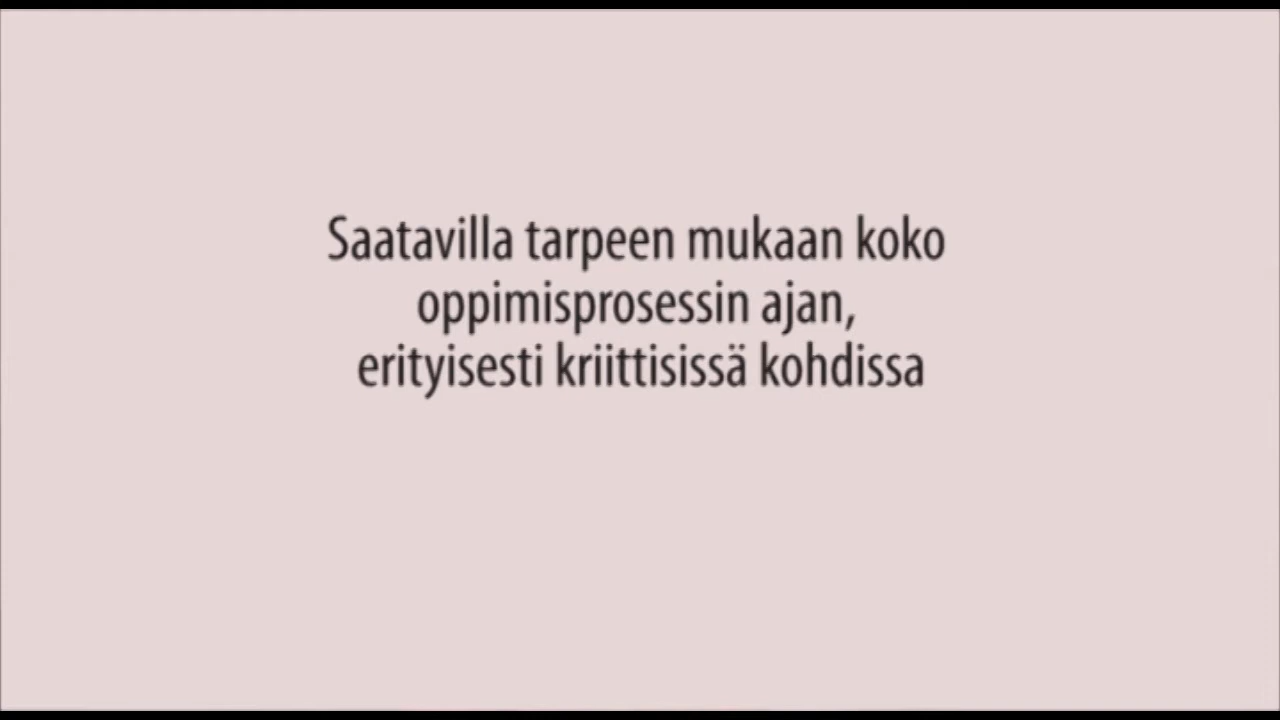 Saatavilla tarpeen mukaan koko
oppimisprosessin ajan,
erityisesti kriittisissä kohdissa